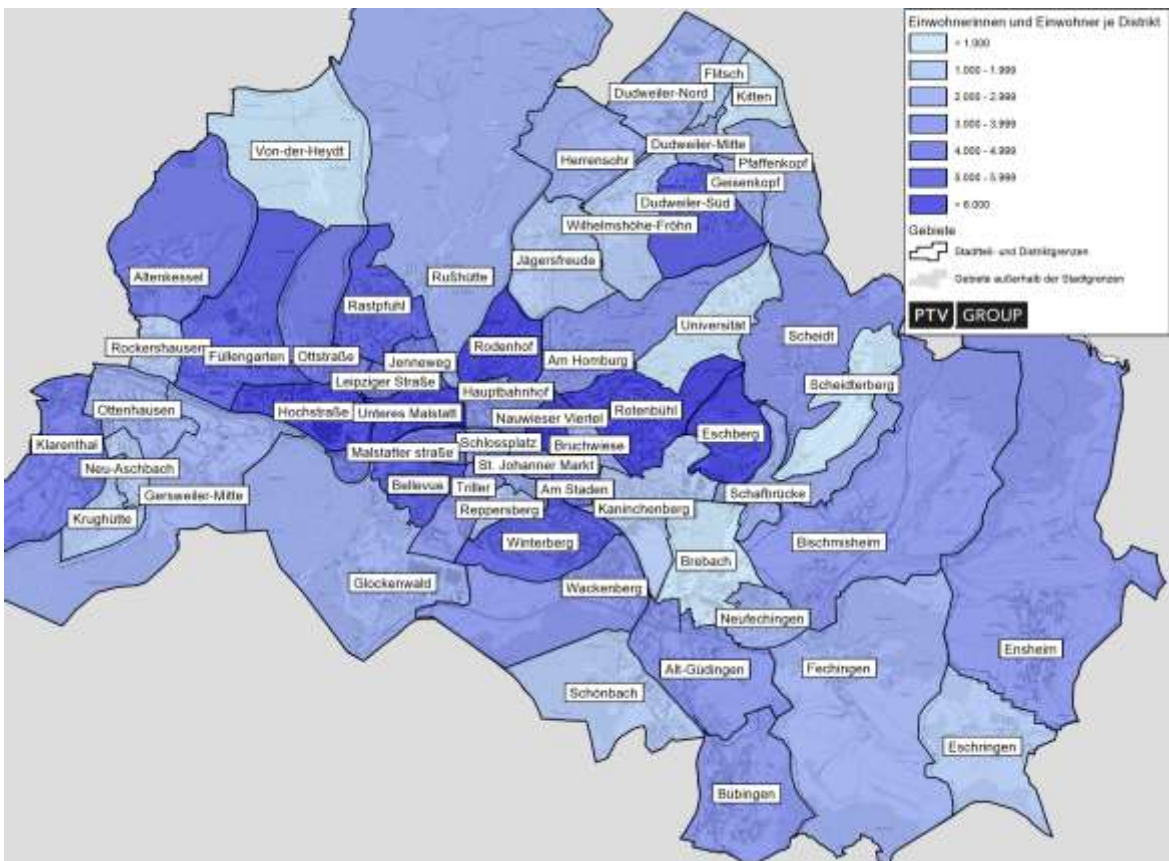 Einwohnerinnen und Einwohner je Distrikt
< 1.000
1.000 - 1.999
2.000 - 2.999
3.000 - 3.999
4.000 - 4.999
5.000 - 5.999
> 6.000
Gebiete
Stadtteil- und Distriktgrenzen
Gebiete außerhalb der Stadtgrenzen
PTV GROUP
Flitsch
Dudweiler-Nord
Kitten
Von-der-Heydt
Dudweiler-Mitte
Herrensohr
Pfaffenkopf
Geisenkopf
Dudweiler-Süd
Wilhelmshöhe-Fröhn
Jägersfreude
Altenkessel
Rußhütte
Rastpfuhl
Universität
Scheidt
Rockershausen
Füllengarten
Ottstraße
Jenneweg
Rodenhof
Am Homburg
Leipziger Straße
Hauptbahnhof
Scheidterberg
Ottenhausen
Hochstraße
Unteres Malstatt
Nauwieser Viertel
Rotenbühl
Eschberg
Klarenthal
Malstatter straße
Schlossplatz
Bruchwiese
Neu-Aschbach
St. Johanner Markt
Bellevue
Triller
Am Staden
Schafbrücke
Gersweiler-Mitte
Krughütte
Reppersberg
Kaninchenberg
Winterberg
Bischmisheim
Brebach
Glockenwald
Wackenberg
Neufechingen
Ensheim
Alt-Güdingen
Fechingen
Schönbach
Eschringen
Bübingen